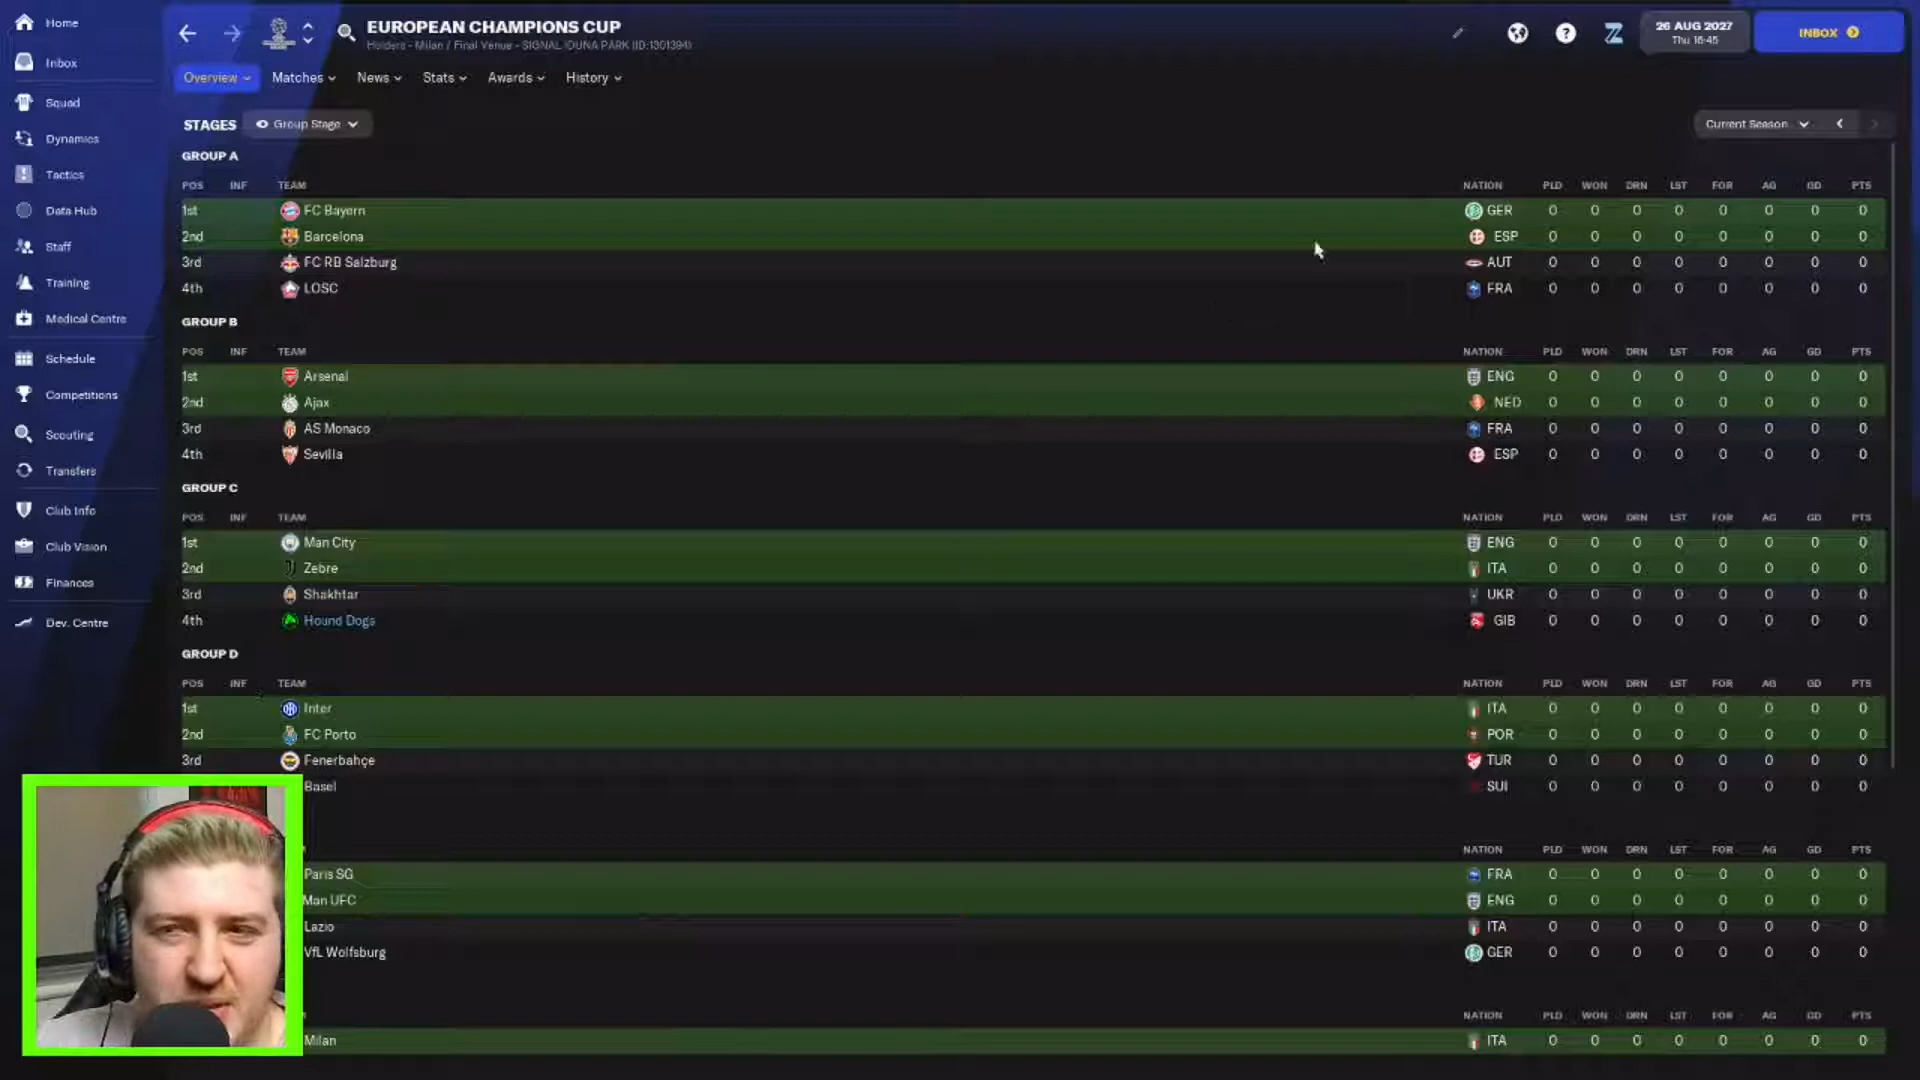 Home
Inbox
Squad
Dynamics
Tactics
Data Hub
Staff
Training
Medical Centre
Schedule
Competitions
Scouting
Transfers
Club Info
Club Vision
Finances
Dev. Centre
EUROPEAN CHAMPIONS CUP
Holders - Milan / Final Venue - SIGNAL IDUNA PARK (ID:1301394)
26 AUG 2027
Thu 16:45
INBOX
Overview Matches News Stats Awards History
STAGES Group Stage Current Season
GROUP A
POS INF TEAM NATION PLD WON DRN LST FOR AG GD PTS
1st FC Bayern GER 0 0 0 0 0 0 0 0
2nd Barcelona ESP 0 0 0 0 0 0 0 0
3rd FC RB Salzburg AUT 0 0 0 0 0 0 0 0
4th LOSC FRA 0 0 0 0 0 0 0 0
GROUP B
POS INF TEAM NATION PLD WON DRN LST FOR AG GD PTS
1st Arsenal ENG 0 0 0 0 0 0 0 0
2nd Ajax NED 0 0 0 0 0 0 0 0
3rd AS Monaco FRA 0 0 0 0 0 0 0 0
4th Sevilla ESP 0 0 0 0 0 0 0 0
GROUP C
POS INF TEAM NATION PLD WON DRN LST FOR AG GD PTS
1st Man City ENG 0 0 0 0 0 0 0 0
2nd Zebre ITA 0 0 0 0 0 0 0 0
3rd Shakhtar UKR 0 0 0 0 0 0 0 0
4th Hound Dogs GIB 0 0 0 0 0 0 0 0
GROUP D
POS INF TEAM NATION PLD WON DRN LST FOR AG GD PTS
1st Inter ITA 0 0 0 0 0 0 0 0
2nd FC Porto POR 0 0 0 0 0 0 0 0
3rd Fenerbahçe TUR 0 0 0 0 0 0 0 0
Basel SUI 0 0 0 0 0 0 0 0
NATION PLD WON DRN LST FOR AG GD PTS
Paris SG FRA 0 0 0 0 0 0 0 0
Man UFC ENG 0 0 0 0 0 0 0 0
Lazio ITA 0 0 0 0 0 0 0 0
VfL Wolfsburg GER 0 0 0 0 0 0 0 0
NATION PLD WON DRN LST FOR AG GD PTS
Milan ITA 0 0 0 0 0 0 0 0